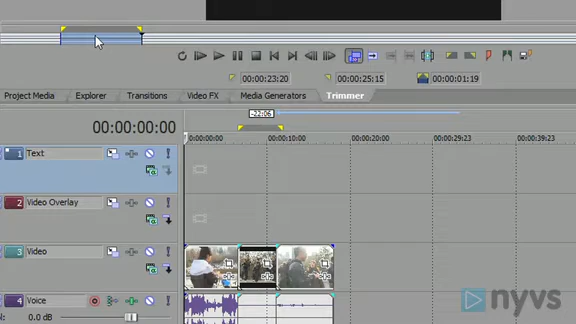 00:00:23:20 00:00:25:15 00:00:01:19
Project Media Explorer Transitions Video FX Media Generators Trimmer
-22:06
00:00:00:00
0:00:00:00 00:00:10:00 00:00:20:00 00:00:29:23 00:00:39:23
1 Text
2 Video Overlay
3 Video
4 Voice
0.0 dB
nyvs